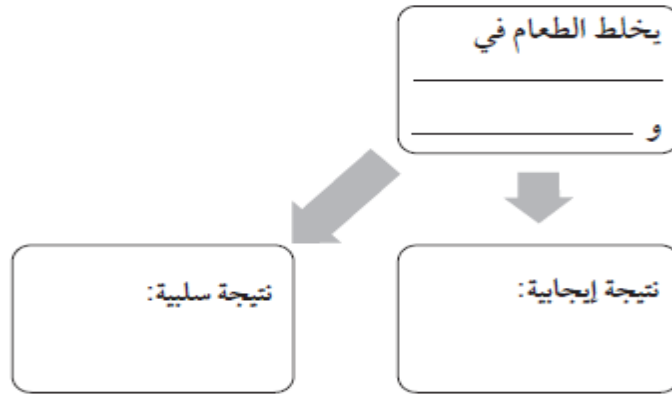 يخلط الطعام في
و
نتيجة إيجابية:
نتيجة سلبية: